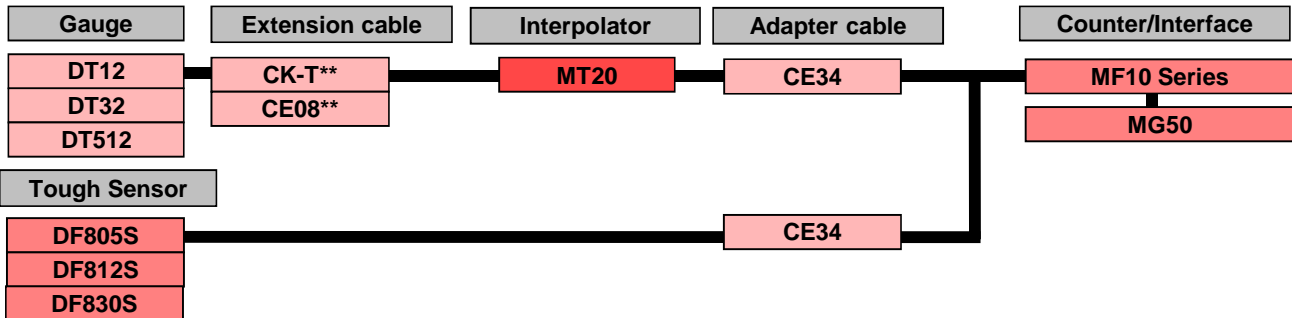 Gauge
Extension cable
Interpolator
Adapter cable
Counter/Interface
DT12
CK-T**
MT20
CE34
MF10 Series
DT32
CE08**
MG50
DT512
Tough Sensor
DF805S
CE34
DF812S
DF830S